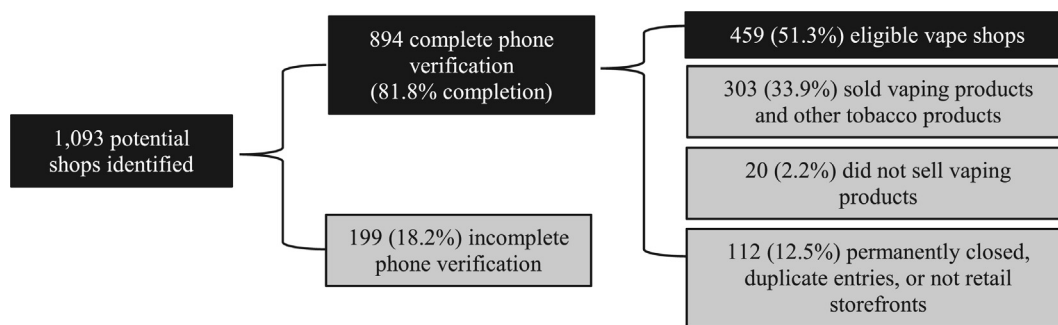 1,093 potential
shops identified
894 complete phone
verification
(81.8% completion)
199 (18.2%) incomplete
phone verification
459 (51.3%) eligible vape shops
303 (33.9%) sold vaping products
and other tobacco products
20 (2.2%) did not sell vaping
products
112 (12.5%) permanently closed,
duplicate entries, or not retail
storefronts